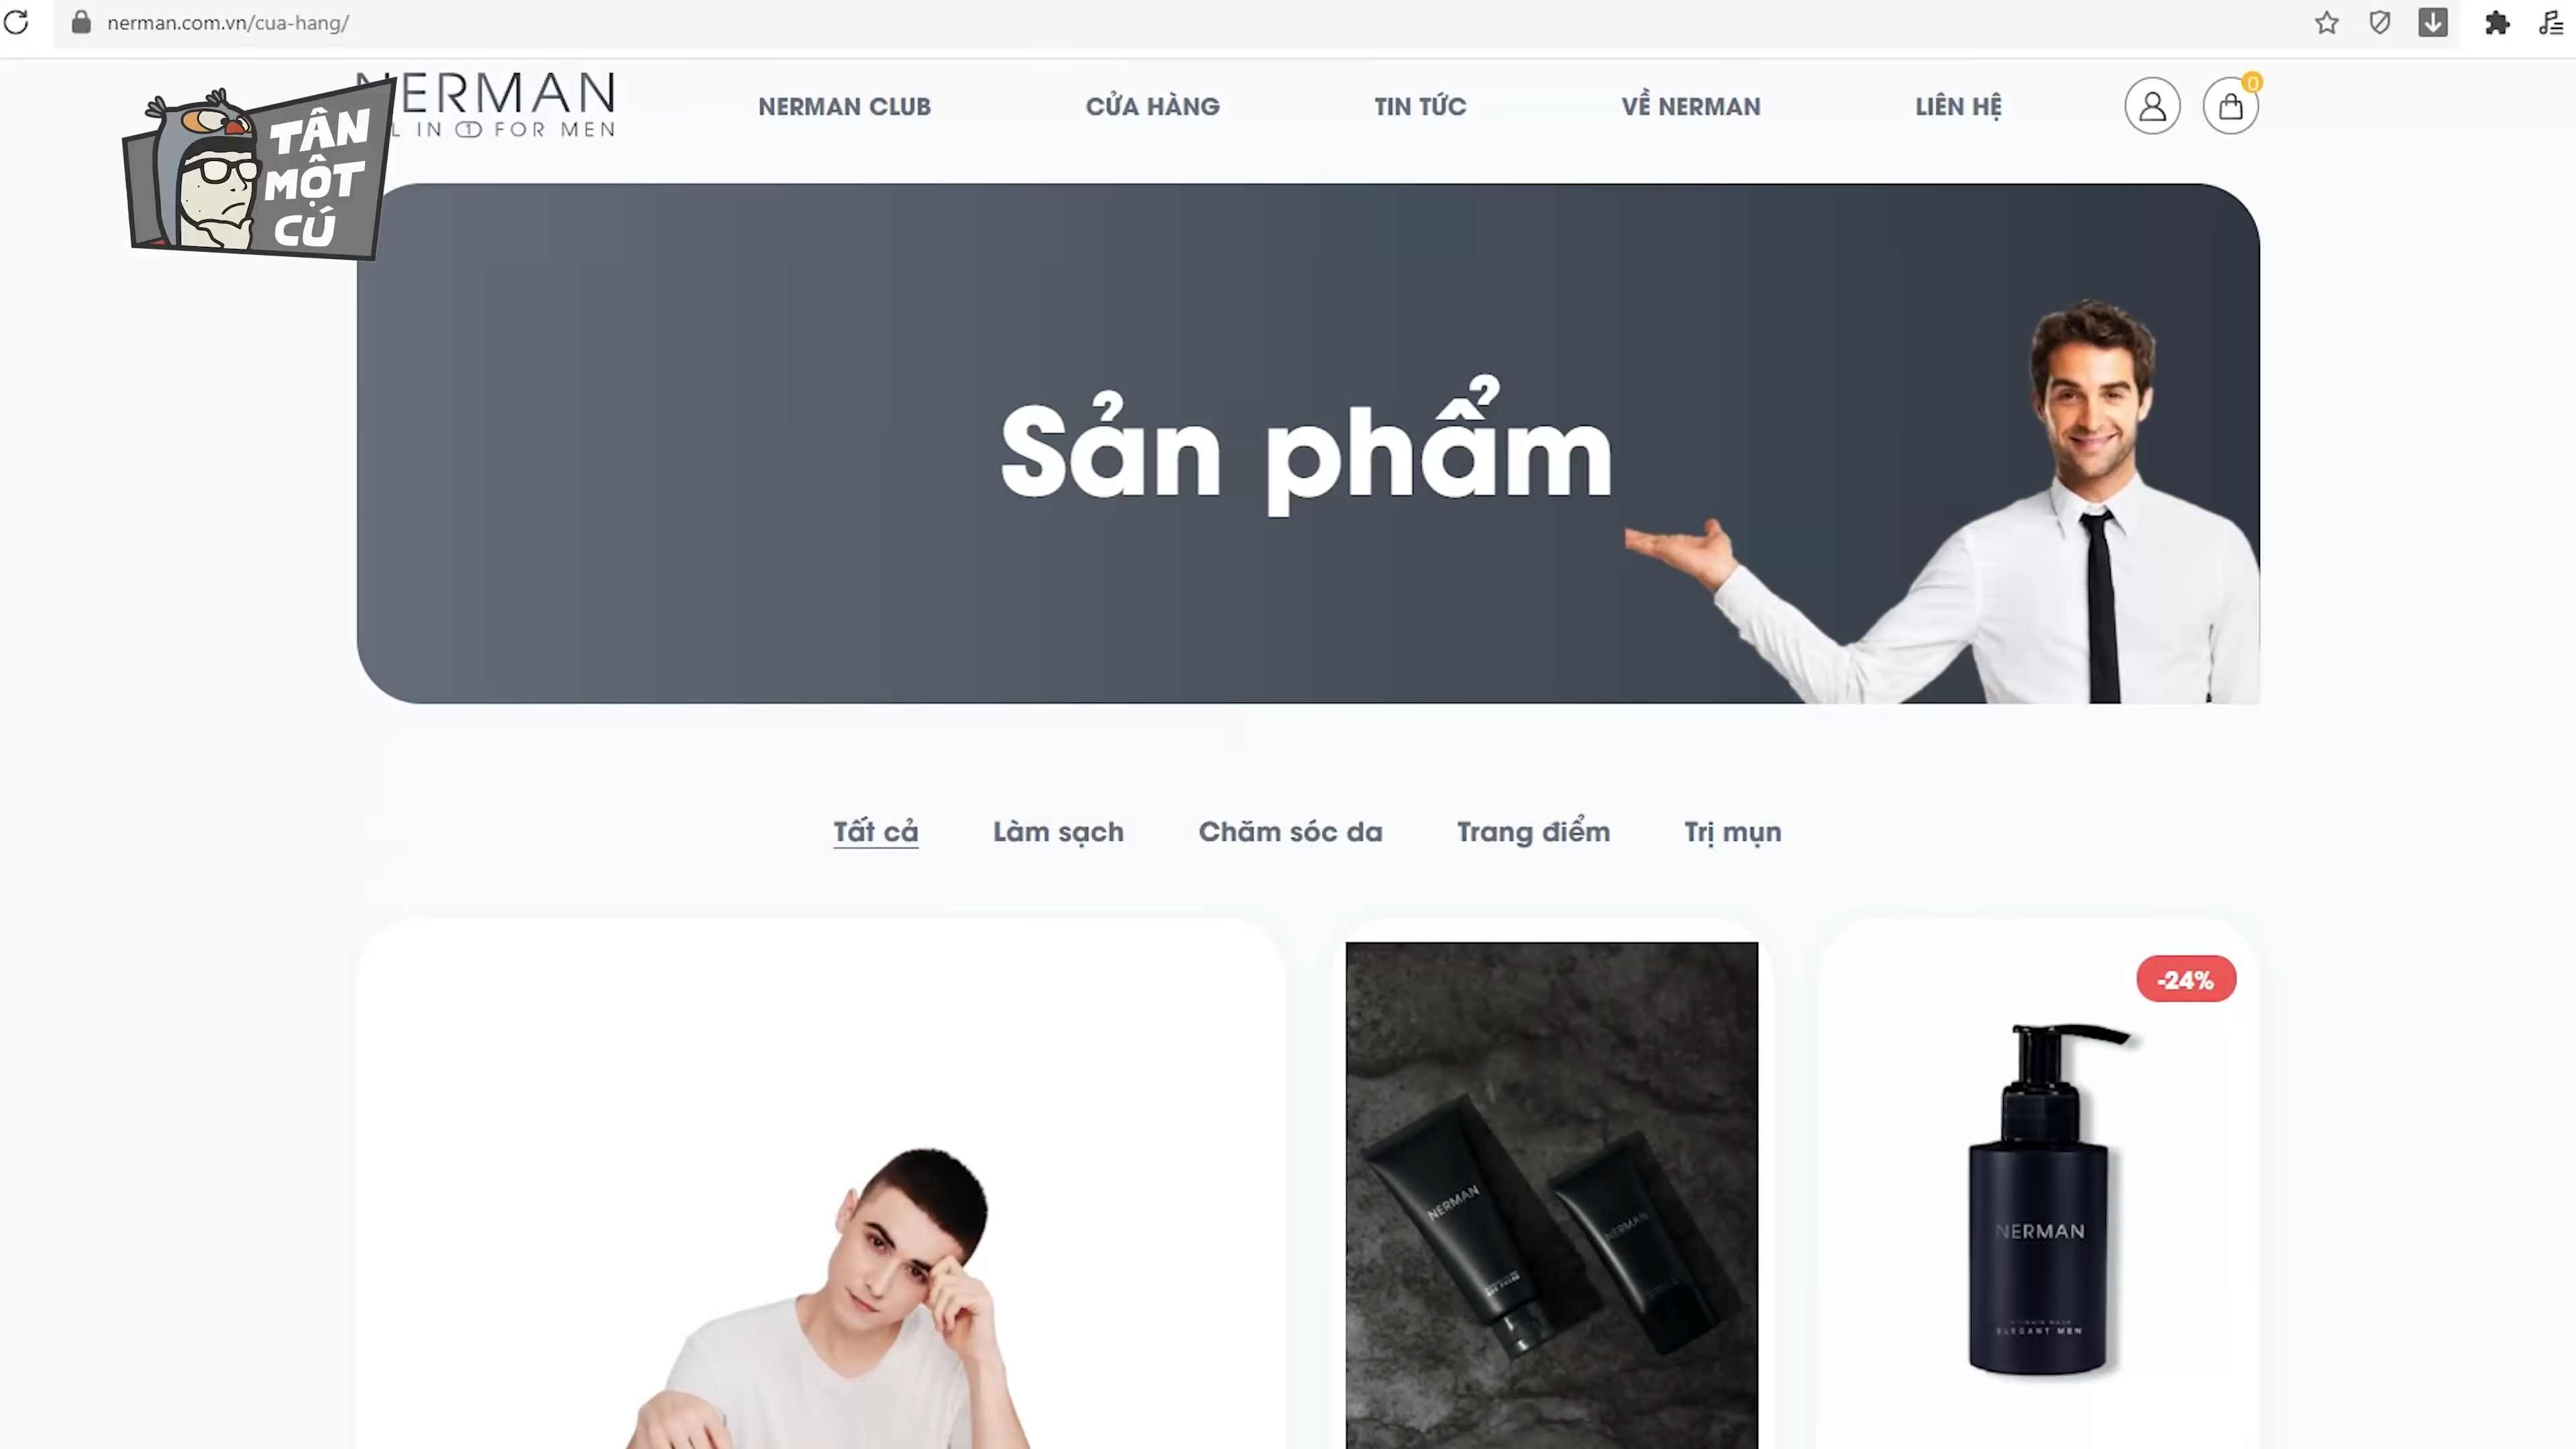 nerman.com.vn/cua-hang/
NERMAN
L IN 1 FOR MEN
NERMAN CLUB
CỬA HÀNG
TIN TỨC
VỀ NERMAN
LIÊN HỆ
0
TÂN
MỘT
CÚ
Sản phẩm
Tất cả
Làm sạch
Chăm sóc da
Trang điểm
Trị mụn
-24%
NERMAN
NERMAN
NERMAN
ELEGANT MEN